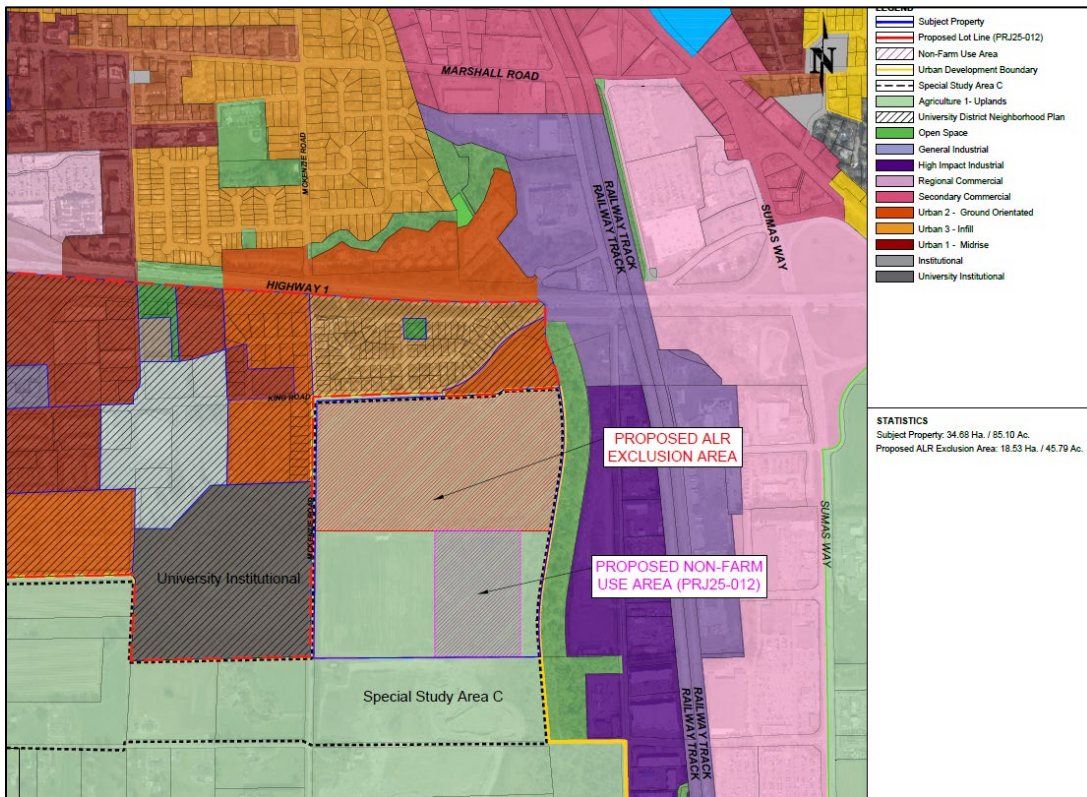 LEGEND
Subject Property
Proposed Lot Line (PRJ25-012)
Non-Farm Use Area
Urban Development Boundary
Special Study Area C
Agriculture 1- Uplands
University District Neighborhood Plan
Open Space
General Industrial
High Impact Industrial
Regional Commercial
Secondary Commercial
Urban 2 - Ground Orientated
Urban 3 - Infill
Urban 1 - Midrise
Institutional
University Institutional
N
MARSHALL ROAD
MCKENZIE ROAD
RAILWAY TRACK
RAILWAY TRACK
SUMAS WAY
HIGHWAY 1
KING ROAD
PROPOSED ALR
EXCLUSION AREA
STATISTICS
Subject Property: 34.68 Ha. / 85.10 Ac.
Proposed ALR Exclusion Area: 18.53 Ha. / 45.79 Ac.
MCKENZIE ROAD
SUMAS WAY
University Institutional
PROPOSED NON-FARM
USE AREA (PRJ25-012)
Special Study Area C
RAILWAY TRACK
RAILWAY TRACK